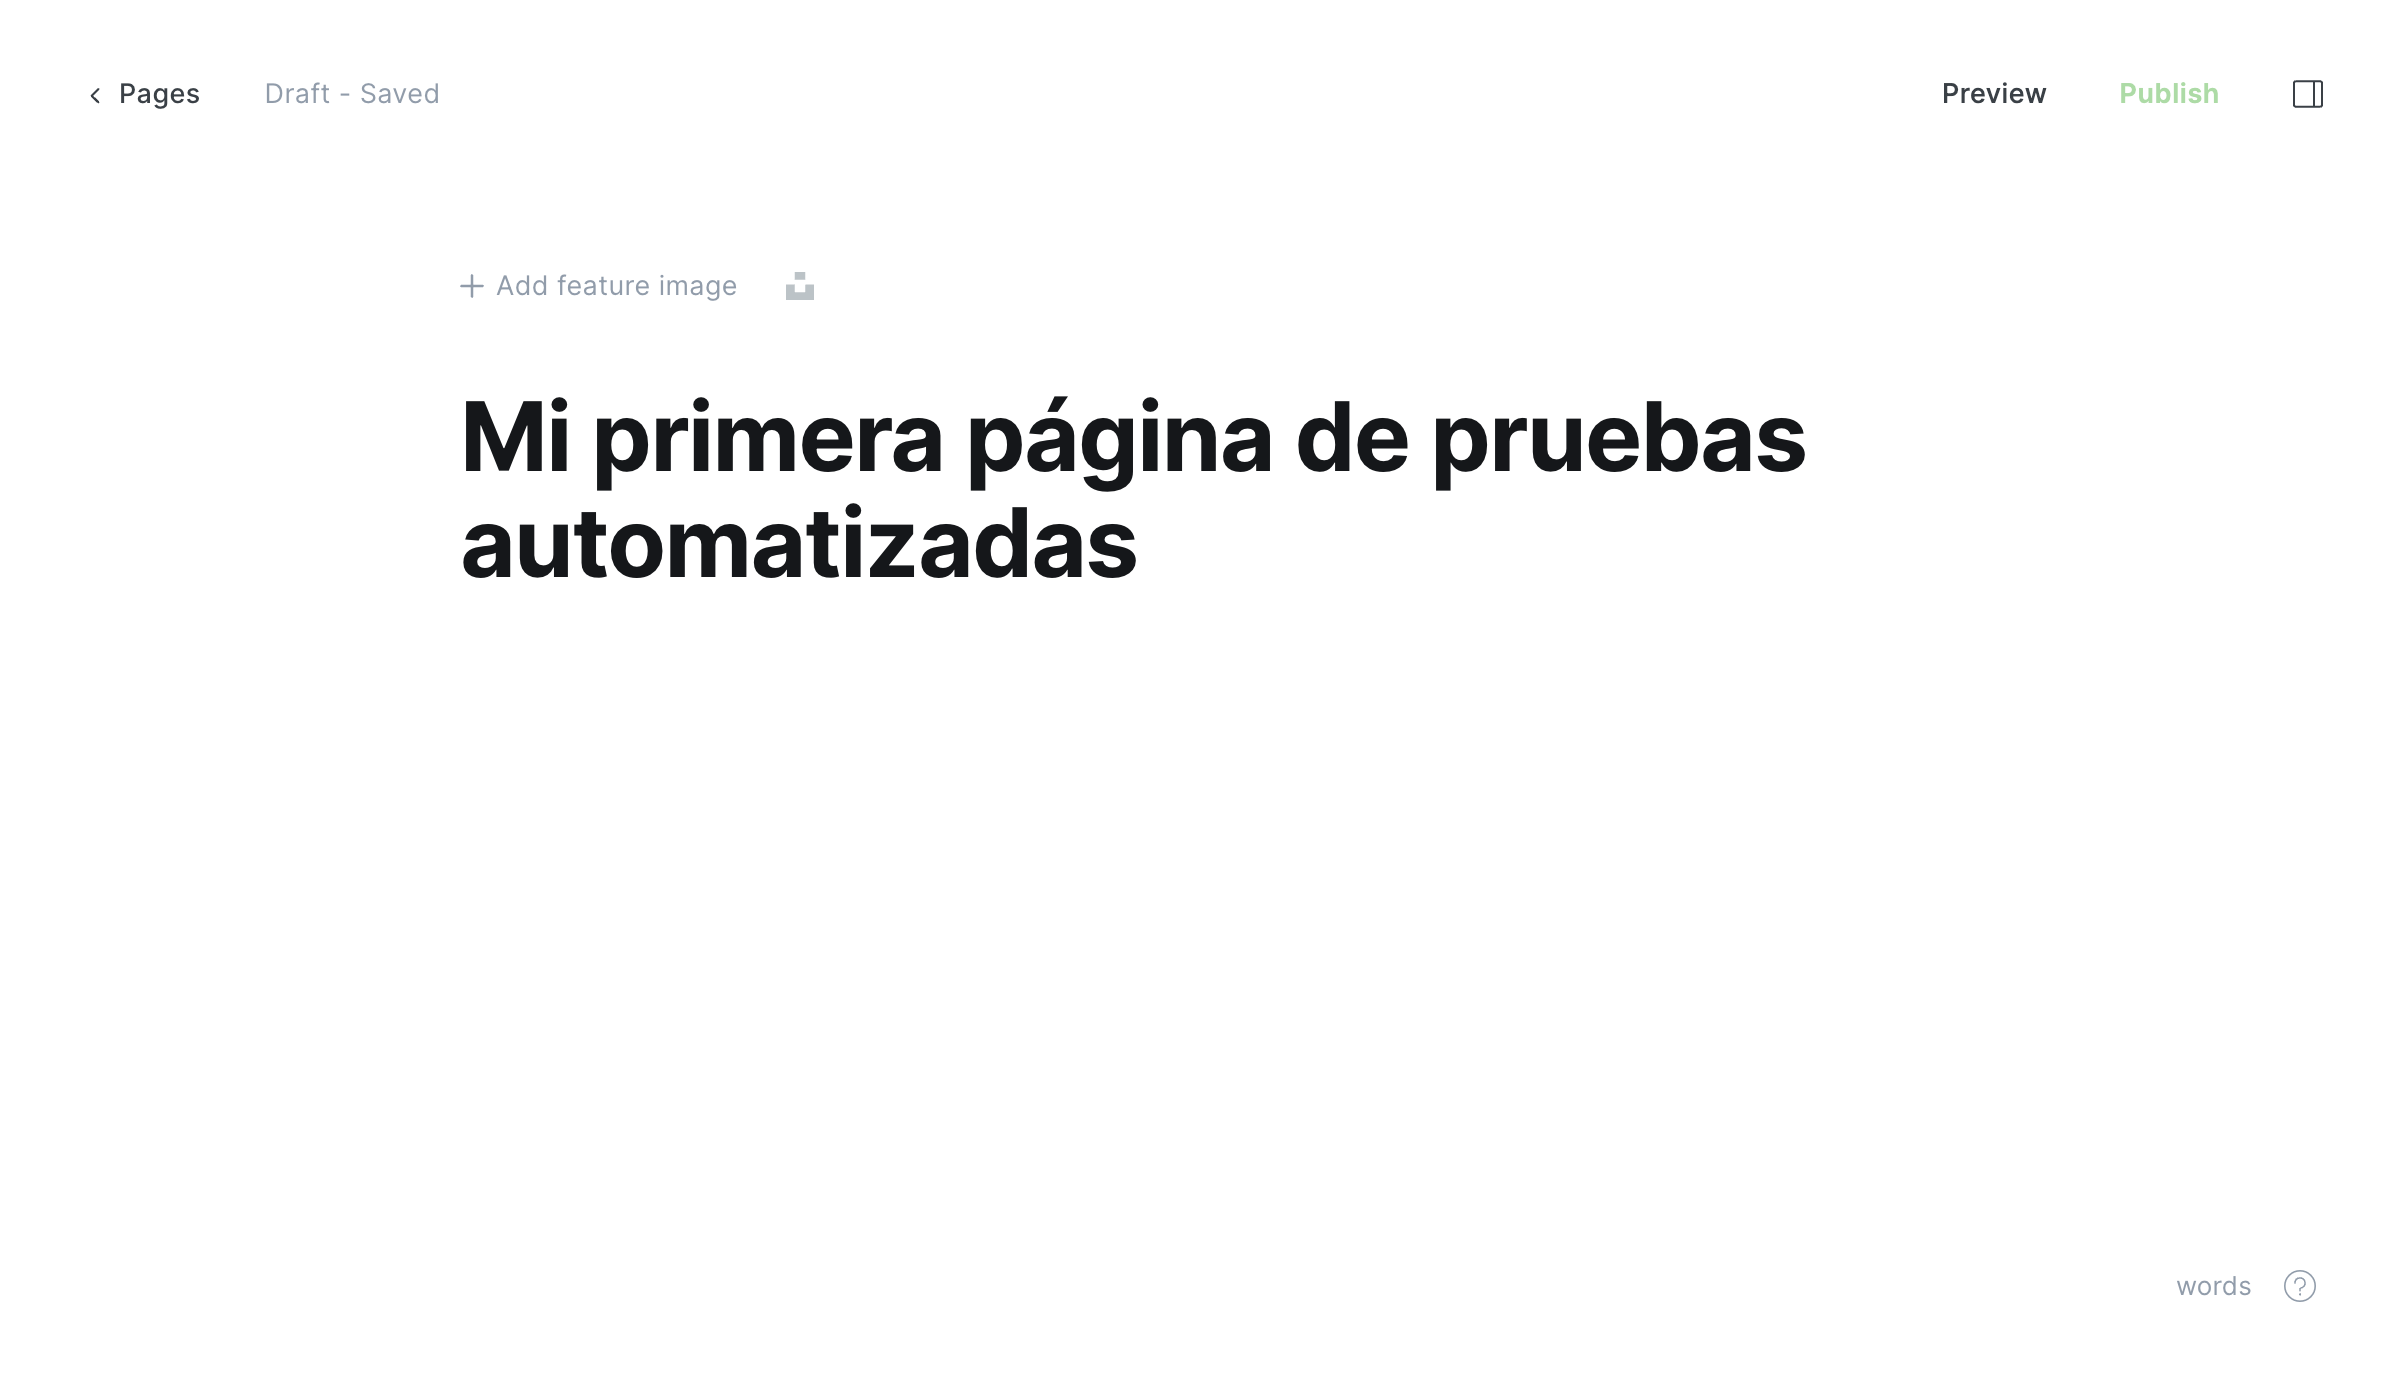 Pages
Draft - Saved
Preview
Publish
Add feature image
Mi primera página de pruebas
automatizadas
words
?